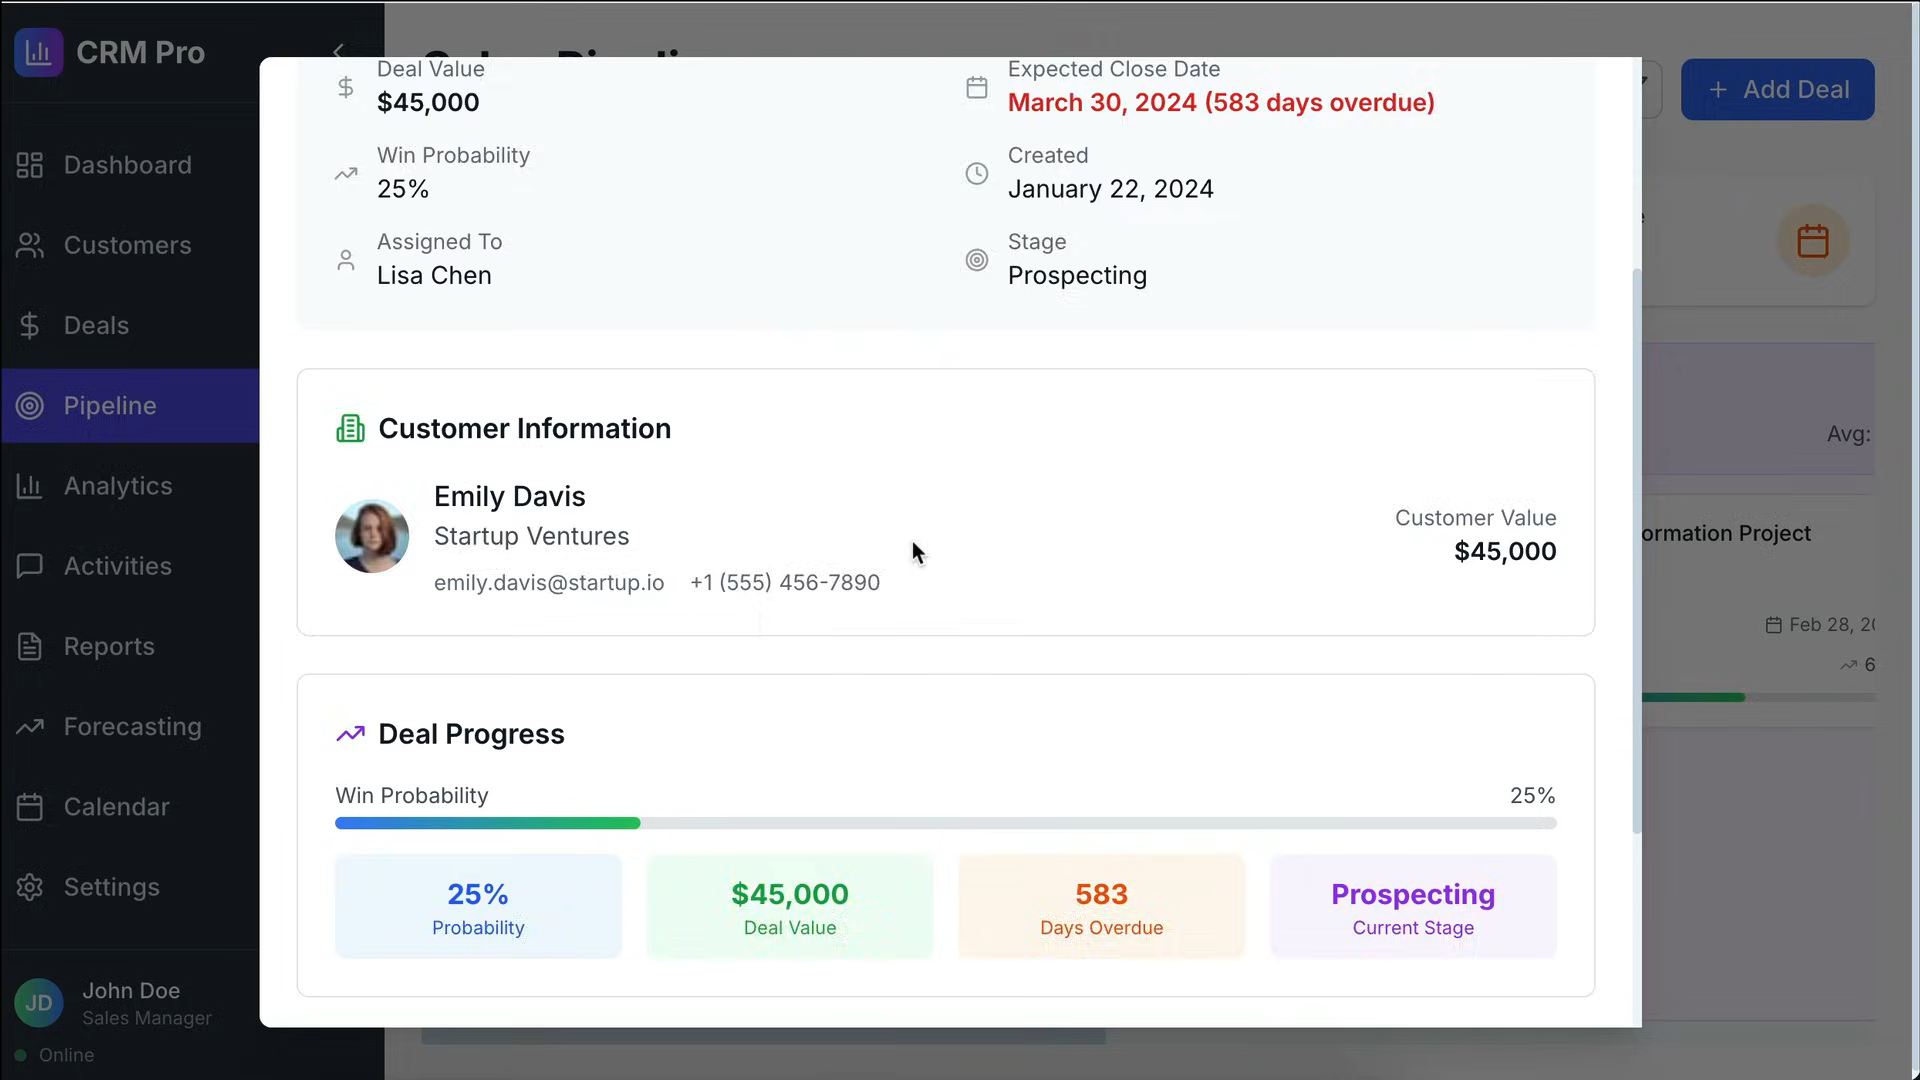 CRM Pro
Dashboard
Customers
Deals
Pipeline
Analytics
Activities
Reports
Forecasting
Calendar
Settings
JD
John Doe
Sales Manager
Online
Add Deal
Deal Value
$45,000
Expected Close Date
March 30, 2024 (583 days overdue)
Win Probability
25%
Created
January 22, 2024
Assigned To
Lisa Chen
Stage
Prospecting
Customer Information
Emily Davis
Startup Ventures
emily.davis@startup.io +1 (555) 456-7890
Customer Value
$45,000
Deal Progress
Win Probability
25%
25%
Probability
$45,000
Deal Value
583
Days Overdue
Prospecting
Current Stage
Avg:
ormation Project
Feb 28, 20
6